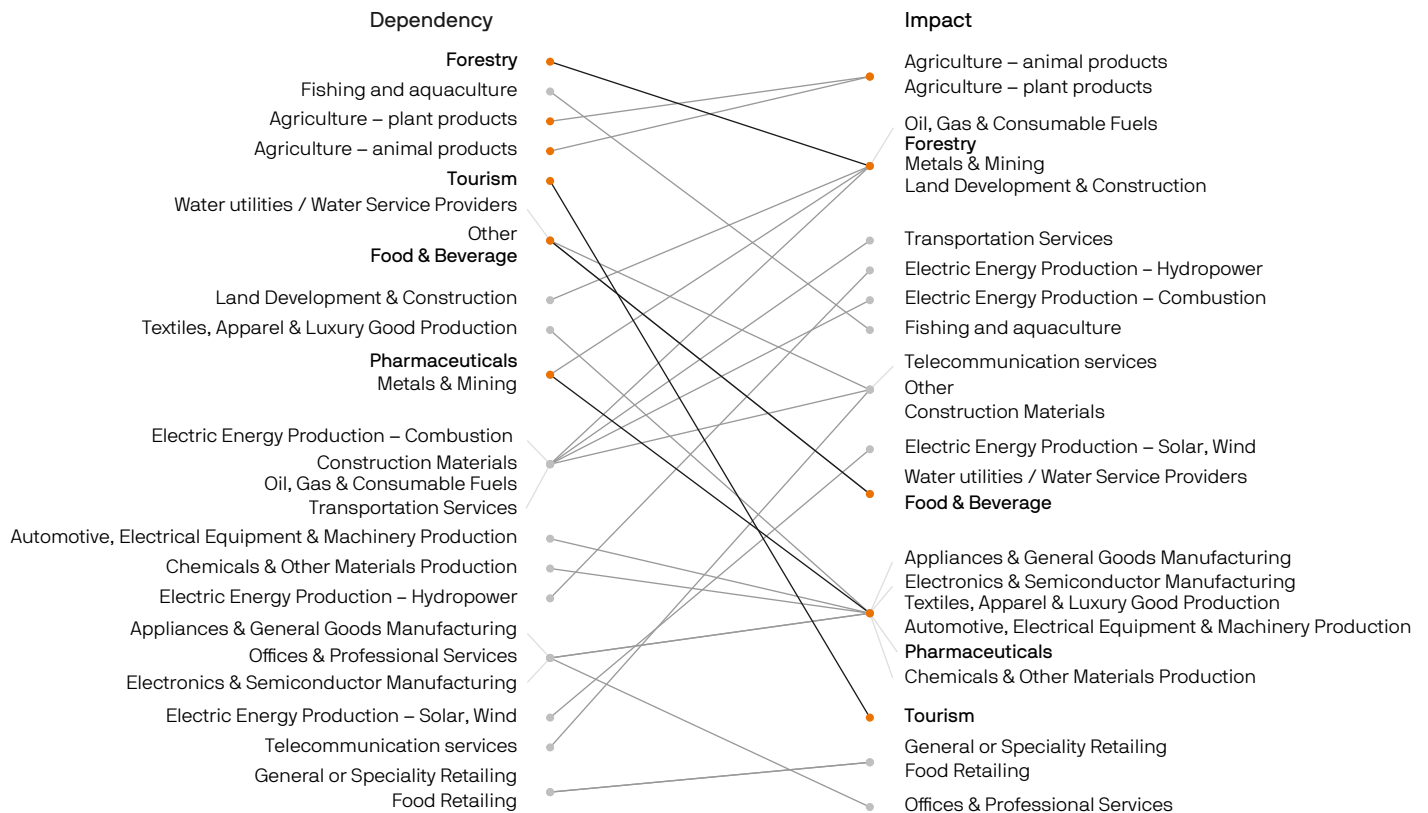 Dependency
Forestry
Fishing and aquaculture
Agriculture – plant products
Agriculture – animal products
Tourism
Water utilities / Water Service Providers
Other
Food & Beverage
Land Development & Construction
Textiles, Apparel & Luxury Good Production
Pharmaceuticals
Metals & Mining
Electric Energy Production – Combustion
Construction Materials
Oil, Gas & Consumable Fuels
Transportation Services
Automotive, Electrical Equipment & Machinery Production
Chemicals & Other Materials Production
Electric Energy Production – Hydropower
Appliances & General Goods Manufacturing
Offices & Professional Services
Electronics & Semiconductor Manufacturing
Electric Energy Production – Solar, Wind
Telecommunication services
General or Speciality Retailing
Food Retailing
Impact
Agriculture – animal products
Agriculture – plant products
Oil, Gas & Consumable Fuels
Forestry
Metals & Mining
Land Development & Construction
Transportation Services
Electric Energy Production – Hydropower
Electric Energy Production – Combustion
Fishing and aquaculture
Telecommunication services
Other
Construction Materials
Electric Energy Production – Solar, Wind
Water utilities / Water Service Providers
Food & Beverage
Appliances & General Goods Manufacturing
Electronics & Semiconductor Manufacturing
Textiles, Apparel & Luxury Good Production
Automotive, Electrical Equipment & Machinery Production
Pharmaceuticals
Chemicals & Other Materials Production
Tourism
General or Speciality Retailing
Food Retailing
Offices & Professional Services